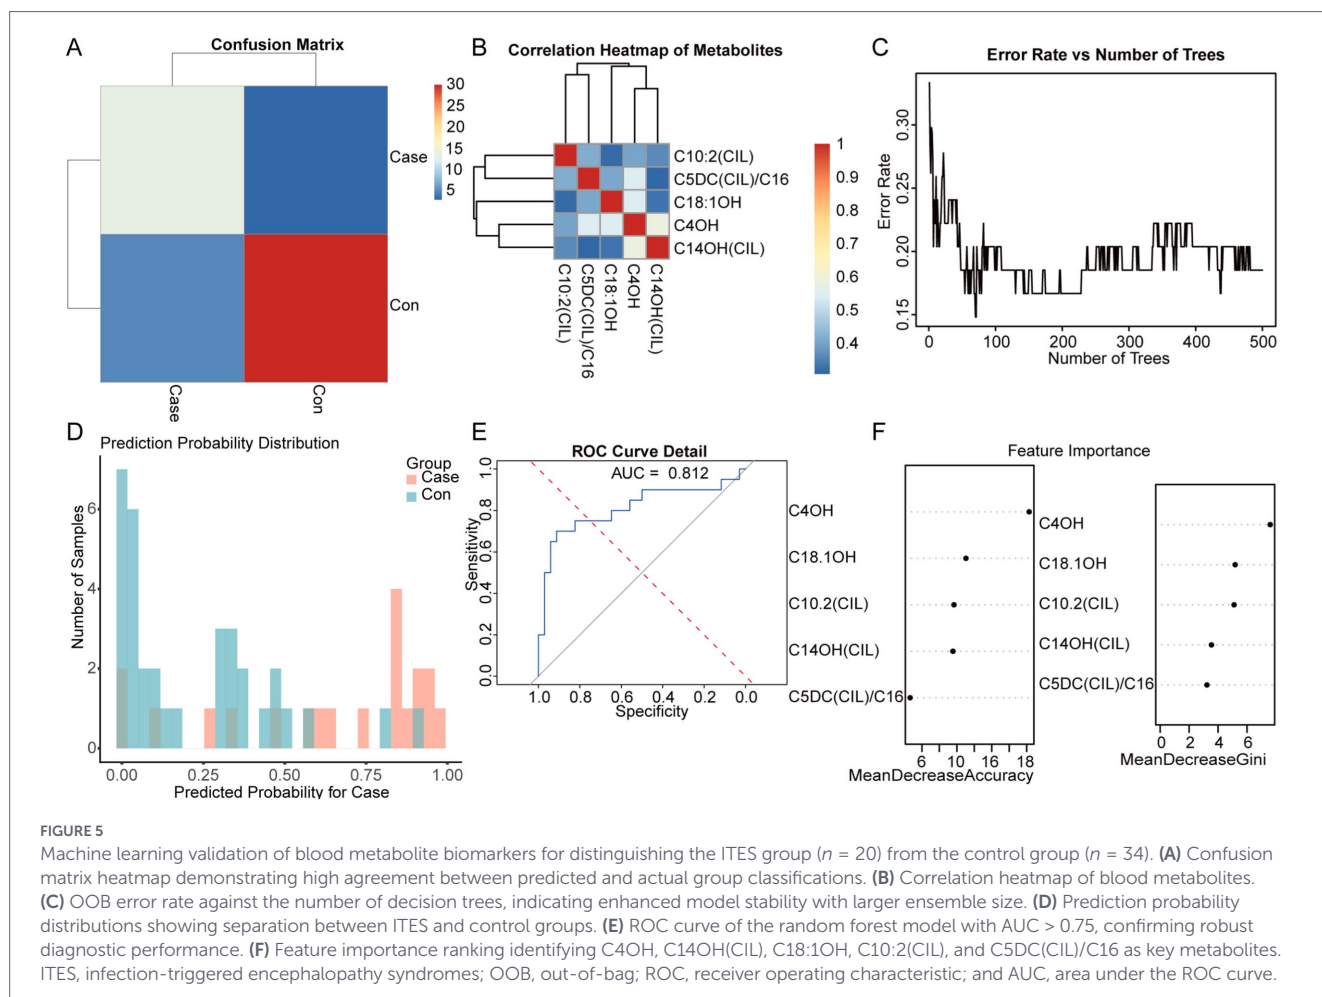 A
Confusion Matrix
30
25
20
15
10
5
Case
Con
Case
Con
B
Correlation Heatmap of Metabolites
C10:2(CIL)
C5DC(CIL)/C16
C18:1OH
C4OH
C14OH(CIL)
C10:2(CIL)
C5DC(CIL)/C16
C18:1OH
C4OH
C14OH(CIL)
1
0.9
0.8
0.7
0.6
0.5
0.4
C
Error Rate vs Number of Trees
Error Rate
0.30
0.25
0.20
0.15
0 100 200 300 400 500
Number of Trees
D
Prediction Probability Distribution
Group
Case
Con
Number of Samples
6
4
2
0
0.00 0.25 0.50 0.75 1.00
Predicted Probability for Case
E
ROC Curve Detail
AUC = 0.812
Sensitivity
1.0
0.8
0.6
0.4
0.2
0.0
1.0 0.8 0.6 0.4 0.2 0.0
Specificity
F
Feature Importance
C4OH
C18.1OH
C10.2(CIL)
C14OH(CIL)
C5DC(CIL)/C16
6 10 14 16 18
MeanDecreaseAccuracy
C4OH
C18.1OH
C10.2(CIL)
C14OH(CIL)
C5DC(CIL)/C16
0 2 4 6
MeanDecreaseGini
FIGURE 5
Machine learning validation of blood metabolite biomarkers for distinguishing the ITES group (n = 20) from the control group (n = 34). (A) Confusion
matrix heatmap demonstrating high agreement between predicted and actual group classifications. (B) Correlation heatmap of blood metabolites.
(C) OOB error rate against the number of decision trees, indicating enhanced model stability with larger ensemble size. (D) Prediction probability
distributions showing separation between ITES and control groups. (E) ROC curve of the random forest model with AUC > 0.75, confirming robust
diagnostic performance. (F) Feature importance ranking identifying C4OH, C14OH(CIL), C18:1OH, C10:2(CIL), and C5DC(CIL)/C16 as key metabolites.
ITES, infection-triggered encephalopathy syndromes; OOB, out-of-bag; ROC, receiver operating characteristic; and AUC, area under the ROC curve.